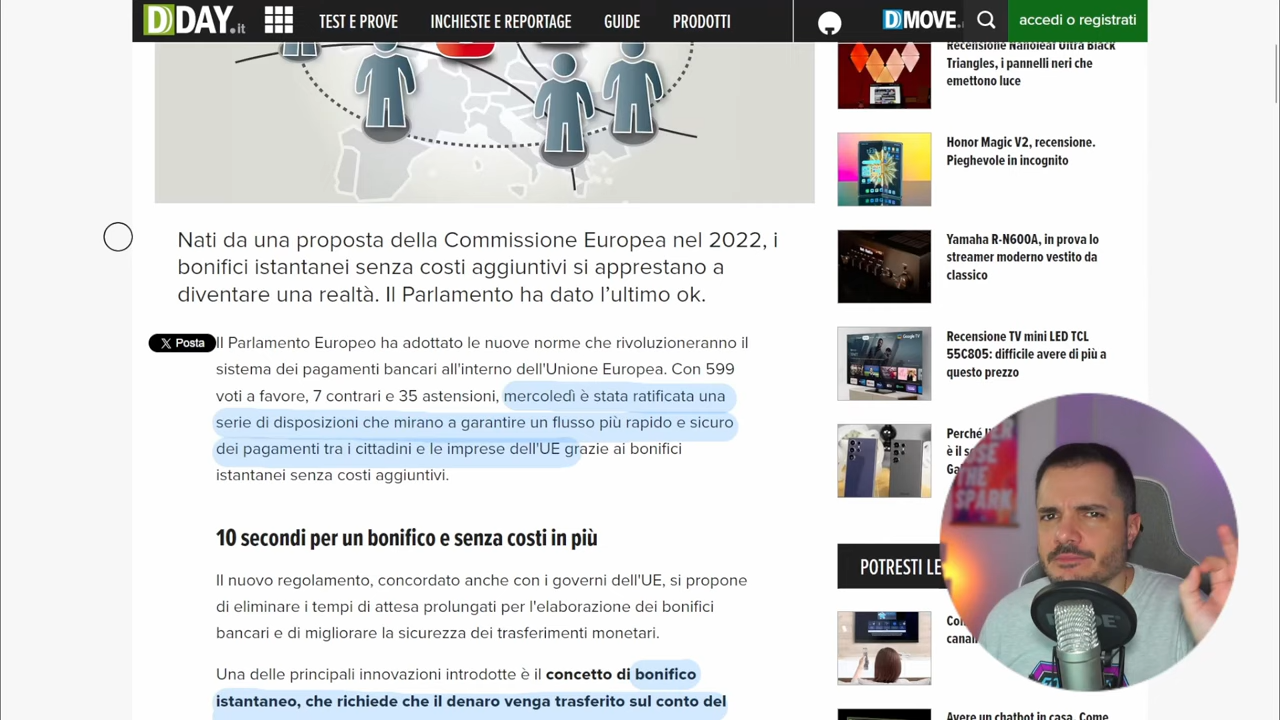 DDAY.it
TEST E PROVE
INCHIESTE E REPORTAGE
GUIDE
PRODOTTI
DMOVE.
accedi o registrati
Nati da una proposta della Commissione Europea nel 2022, i
bonifici istantanei senza costi aggiuntivi si apprestano a
diventare una realtà. Il Parlamento ha dato l'ultimo ok.
Posta
Il Parlamento Europeo ha adottato le nuove norme che rivoluzioneranno il
sistema dei pagamenti bancari all'interno dell'Unione Europea. Con 599
voti a favore, 7 contrari e 35 astensioni, mercoledì è stata ratificata una
serie di disposizioni che mirano a garantire un flusso più rapido e sicuro
dei pagamenti tra i cittadini e le imprese dell'UE grazie ai bonifici
istantanei senza costi aggiuntivi.
10 secondi per un bonifico e senza costi in più
Il nuovo regolamento, concordato anche con i governi dell'UE, si propone
di eliminare i tempi di attesa prolungati per l'elaborazione dei bonifici
bancari e di migliorare la sicurezza dei trasferimenti monetari.
Una delle principali innovazioni introdotte è il concetto di bonifico
istantaneo, che richiede che il denaro venga trasferito sul conto del
Recensione Nanoleaf Ultra Black
Triangles, i pannelli neri che
emettono luce
Honor Magic V2, recensione.
Pieghevole in incognito
Yamaha R-N600A, in prova lo
streamer moderno vestito da
classico
Recensione TV mini LED TCL
55C805: difficile avere di più a
questo prezzo
Perché
è il s
Ga
POTRESTI LE
canal
Avere un chatbot in casa. Come
THE
SPARK